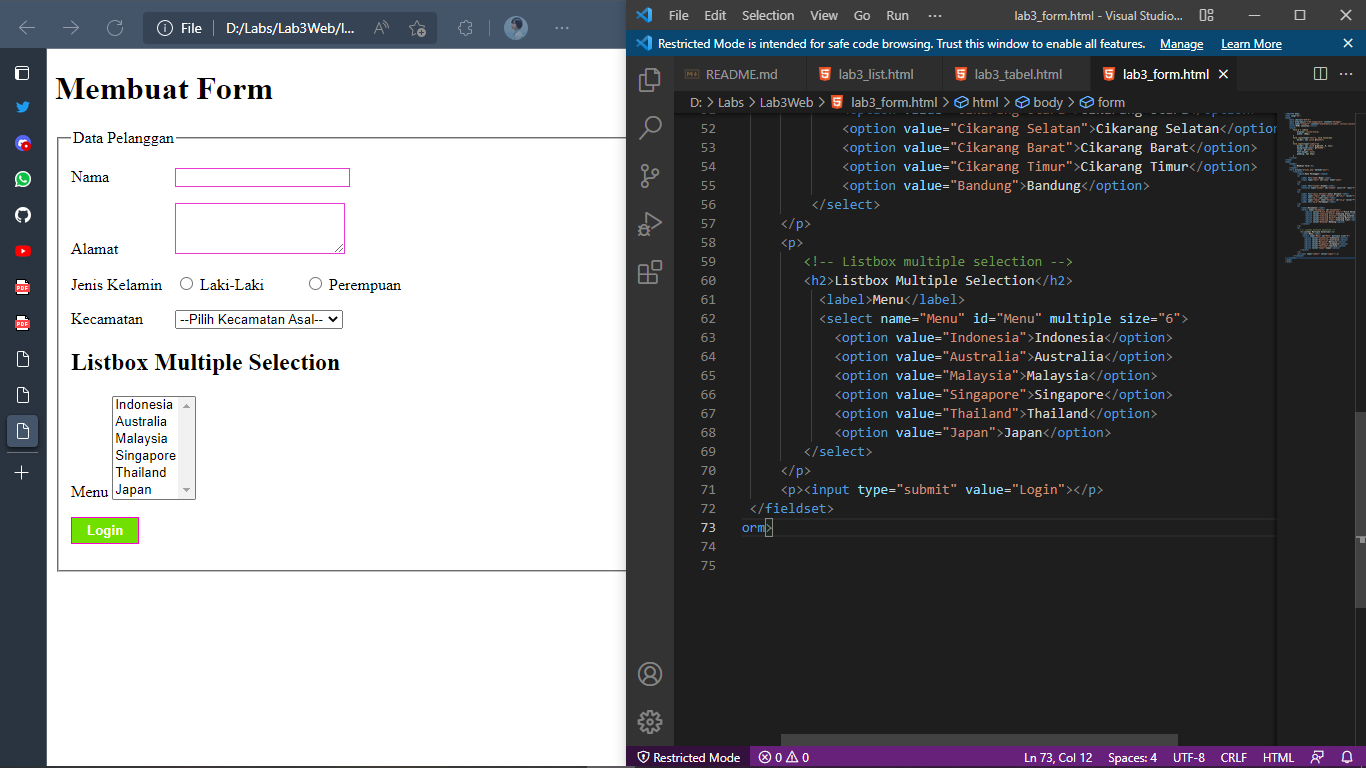 File
D:/Labs/Lab3Web/l...
Membuat Form
Data Pelanggan
Nama
Alamat
Jenis Kelamin Laki-Laki Perempuan
Kecamatan --Pilih Kecamatan Asal--
Listbox Multiple Selection
Indonesia
Australia
Malaysia
Singapore
Thailand
Japan
Menu
Login
PDF
PDF
File Edit Selection View Go Run ··· lab3_form.html - Visual Studio...
Restricted Mode is intended for safe code browsing. Trust this window to enable all features. Manage Learn More
README.md lab3_list.html lab3_tabel.html lab3_form.html
D: > Labs > Lab3Web > lab3_form.html > html > body > form
52 <option value="Cikarang Selatan">Cikarang Selatan</option
53 <option value="Cikarang Barat">Cikarang Barat</option>
54 <option value="Cikarang Timur">Cikarang Timur</option>
55 <option value="Bandung">Bandung</option>
56 </select>
57 </p>
58 <p>
59 <!-- Listbox multiple selection -->
60 <h2>Listbox Multiple Selection</h2>
61 <label>Menu</label>
62 <select name="Menu" id="Menu" multiple size="6">
63 <option value="Indonesia">Indonesia</option>
64 <option value="Australia">Australia</option>
65 <option value="Malaysia">Malaysia</option>
66 <option value="Singapore">Singapore</option>
67 <option value="Thailand">Thailand</option>
68 <option value="Japan">Japan</option>
69 </select>
70 </p>
71 <p><input type="submit" value="Login"></p>
72 </fieldset>
73 orm>
74
75
Restricted Mode 0 0 Ln 73, Col 12 Spaces: 4 UTF-8 CRLF HTML